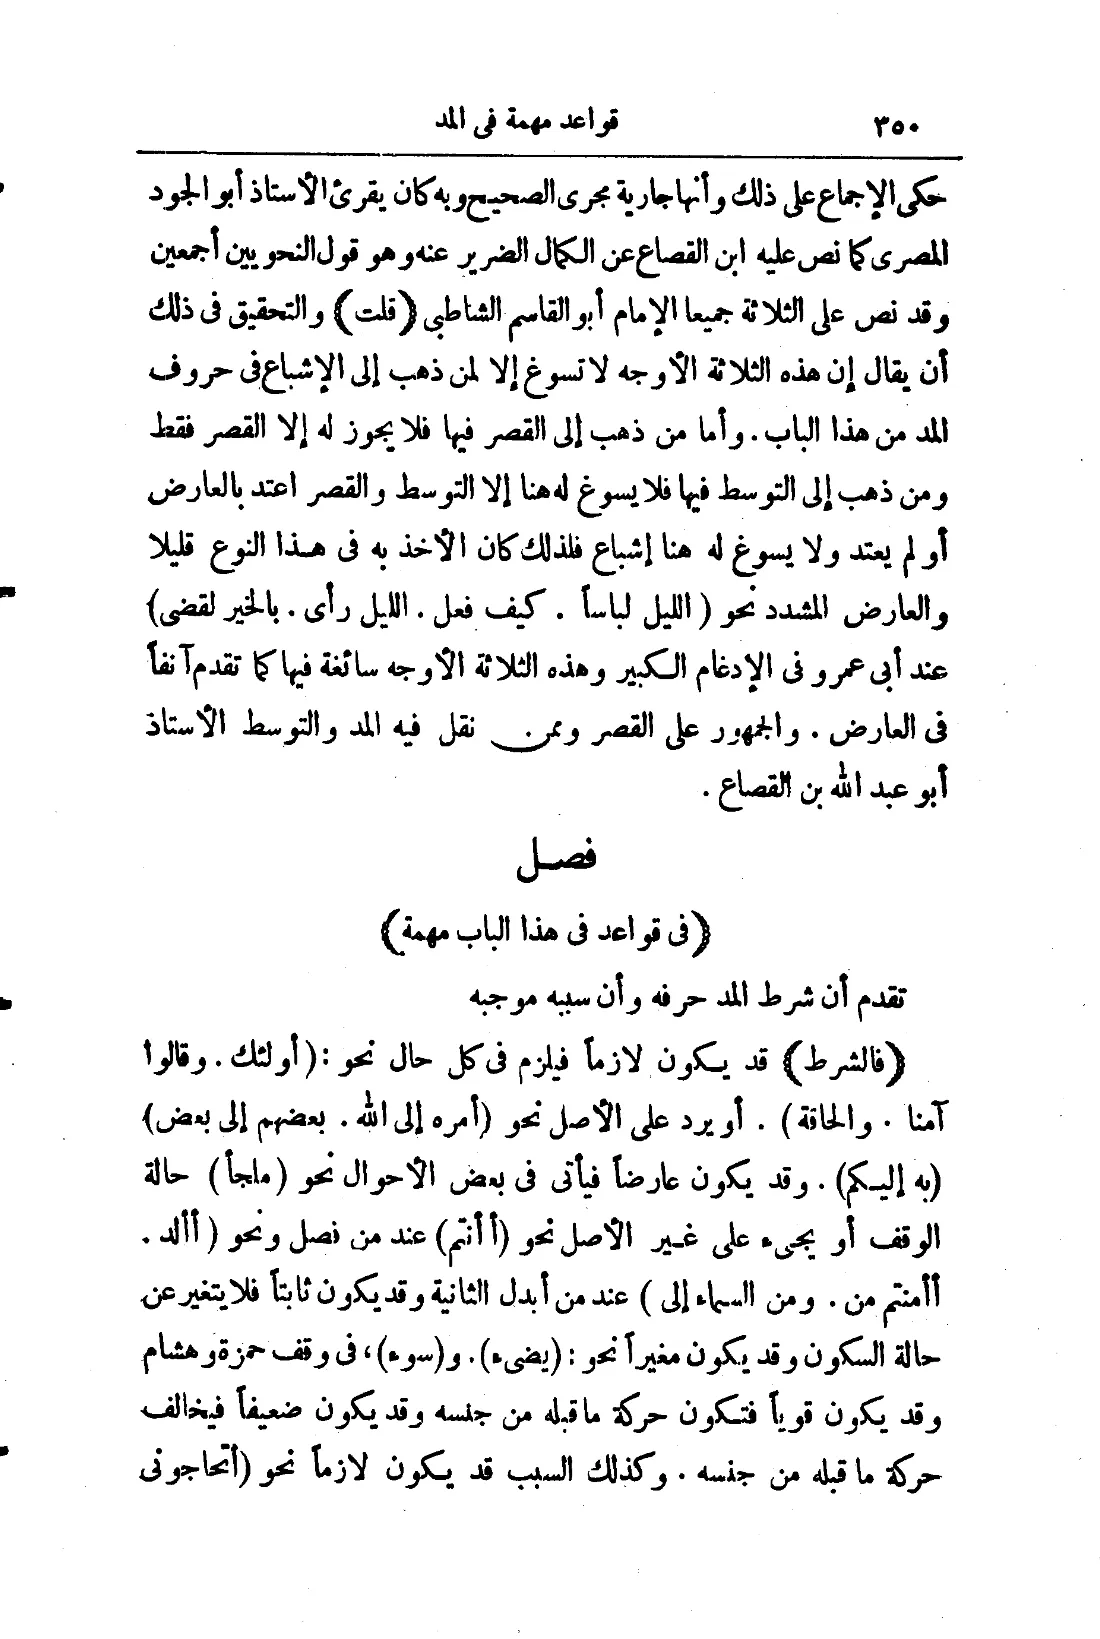 ٣٥٠ قواعد مهمة فى المد
حكى الإجماع على ذلك وأنها جارية مجرى الصحيح وبه كان يقرئ الأستاذ أبو الجود
المصرى كما نص عليه ابن القصاع عن الكمال الضرير عنه وهو قول النحويين أجمعين
وقد نص على الثلاثة جميعا الإمام أبو القاسم الشاطبي (قلت) والتحقيق فى ذلك
أن يقال إن هذه الثلاثة الأوجه لا تسوغ إلا لمن ذهب إلى الإشباع فى حروف
المد من هذا الباب. وأما من ذهب إلى القصر فيها فلا يجوز له إلا القصر فقط
ومن ذهب إلى التوسط فيها فلا يسوغ له هنا إلا التوسط والقصر اعتد بالعارض
أو لم يعتد ولا يسوغ له هنا إشباع فلذلك كان الأخذ به فى هذا النوع قليلا
والعارض المشدد نحو (الليل لباساً . كيف فعل . الليل رأى . بالخير لقضى)
عند أبى عمرو فى الإدغام الكبير وهذه الثلاثة الأوجه سائغة فيها كما تقدم آنفاً
فى العارض . والجمهور على القصر وممن نقل فيه المد والتوسط الأستاذ
أبو عبد الله بن القصاع .
فصل
(فى قواعد فى هذا الباب مهمة)
تقدم أن شرط المد حرفه وأن سببه موجبه
(فالشرط) قد يكون لازماً فيلزم فى كل حال نحو : (أولئك . وقالوا
آمنا . والحاقة) . أو يرد على الأصل نحو (أمره إلى الله . بعضهم إلى بعض)
(به إليكم) . وقد يكون عارضاً فيأتى فى بعض الأحوال نحو (ملجأ) حالة
الوقف أو يجىء على غير الأصل نحو (أأنتم) عند من فصل ونحو (أألد .
أأمنتم من . ومن السماء إلى) عند من أبدل الثانية وقد يكون ثابتاً فلا يتغير عن
حالة السكون وقد يكون مغيراً نحو : (يضىء). و(سوء)، فى وقف حمزة وهشام
وقد يكون قوياً فتكون حركة ما قبله من جنسه وقد يكون ضعيفاً فيخالف
حركة ما قبله من جنسه . وكذلك السبب قد يكون لازماً نحو (أتحاجونى